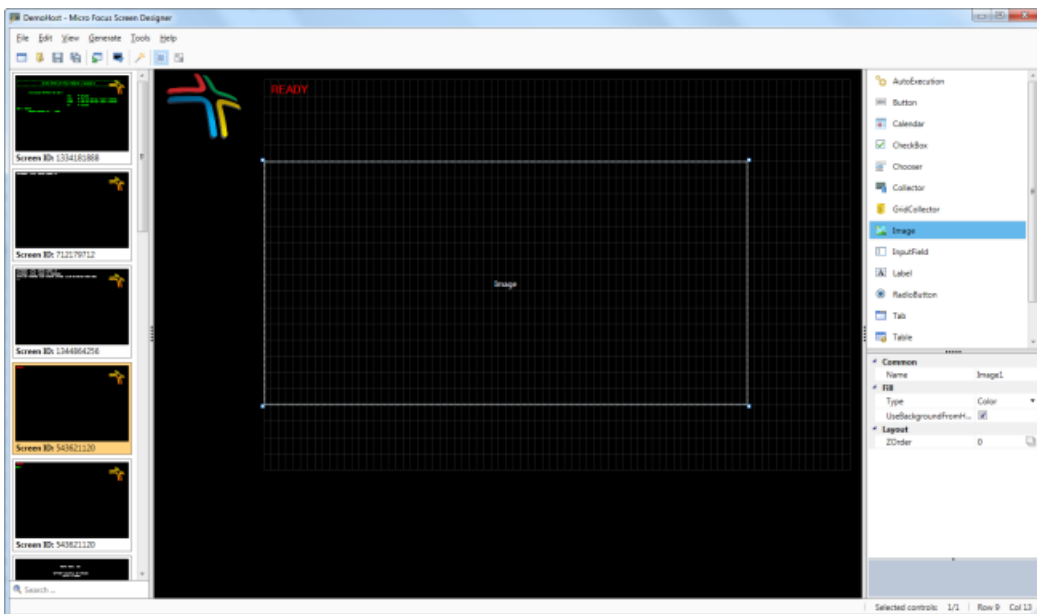 DemoHost - Micro Focus Screen Designer
File Edit View Generate Tools Help
Screen ID: 1334181888
Screen ID: 712179712
Screen ID: 1344864256
Screen ID: 543621120
Screen ID: 543621120
Search ...
READY
Image
AutoExecution
Button
Calendar
CheckBox
Chooser
Collector
GridCollector
Image
InputField
Label
RadioButton
Tab
Table
Common
Name Image1
Fill
Type Color
UseBackgroundFromH...
Layout
ZOrder 0
Selected controls: 1/1 Row 9 Col 13